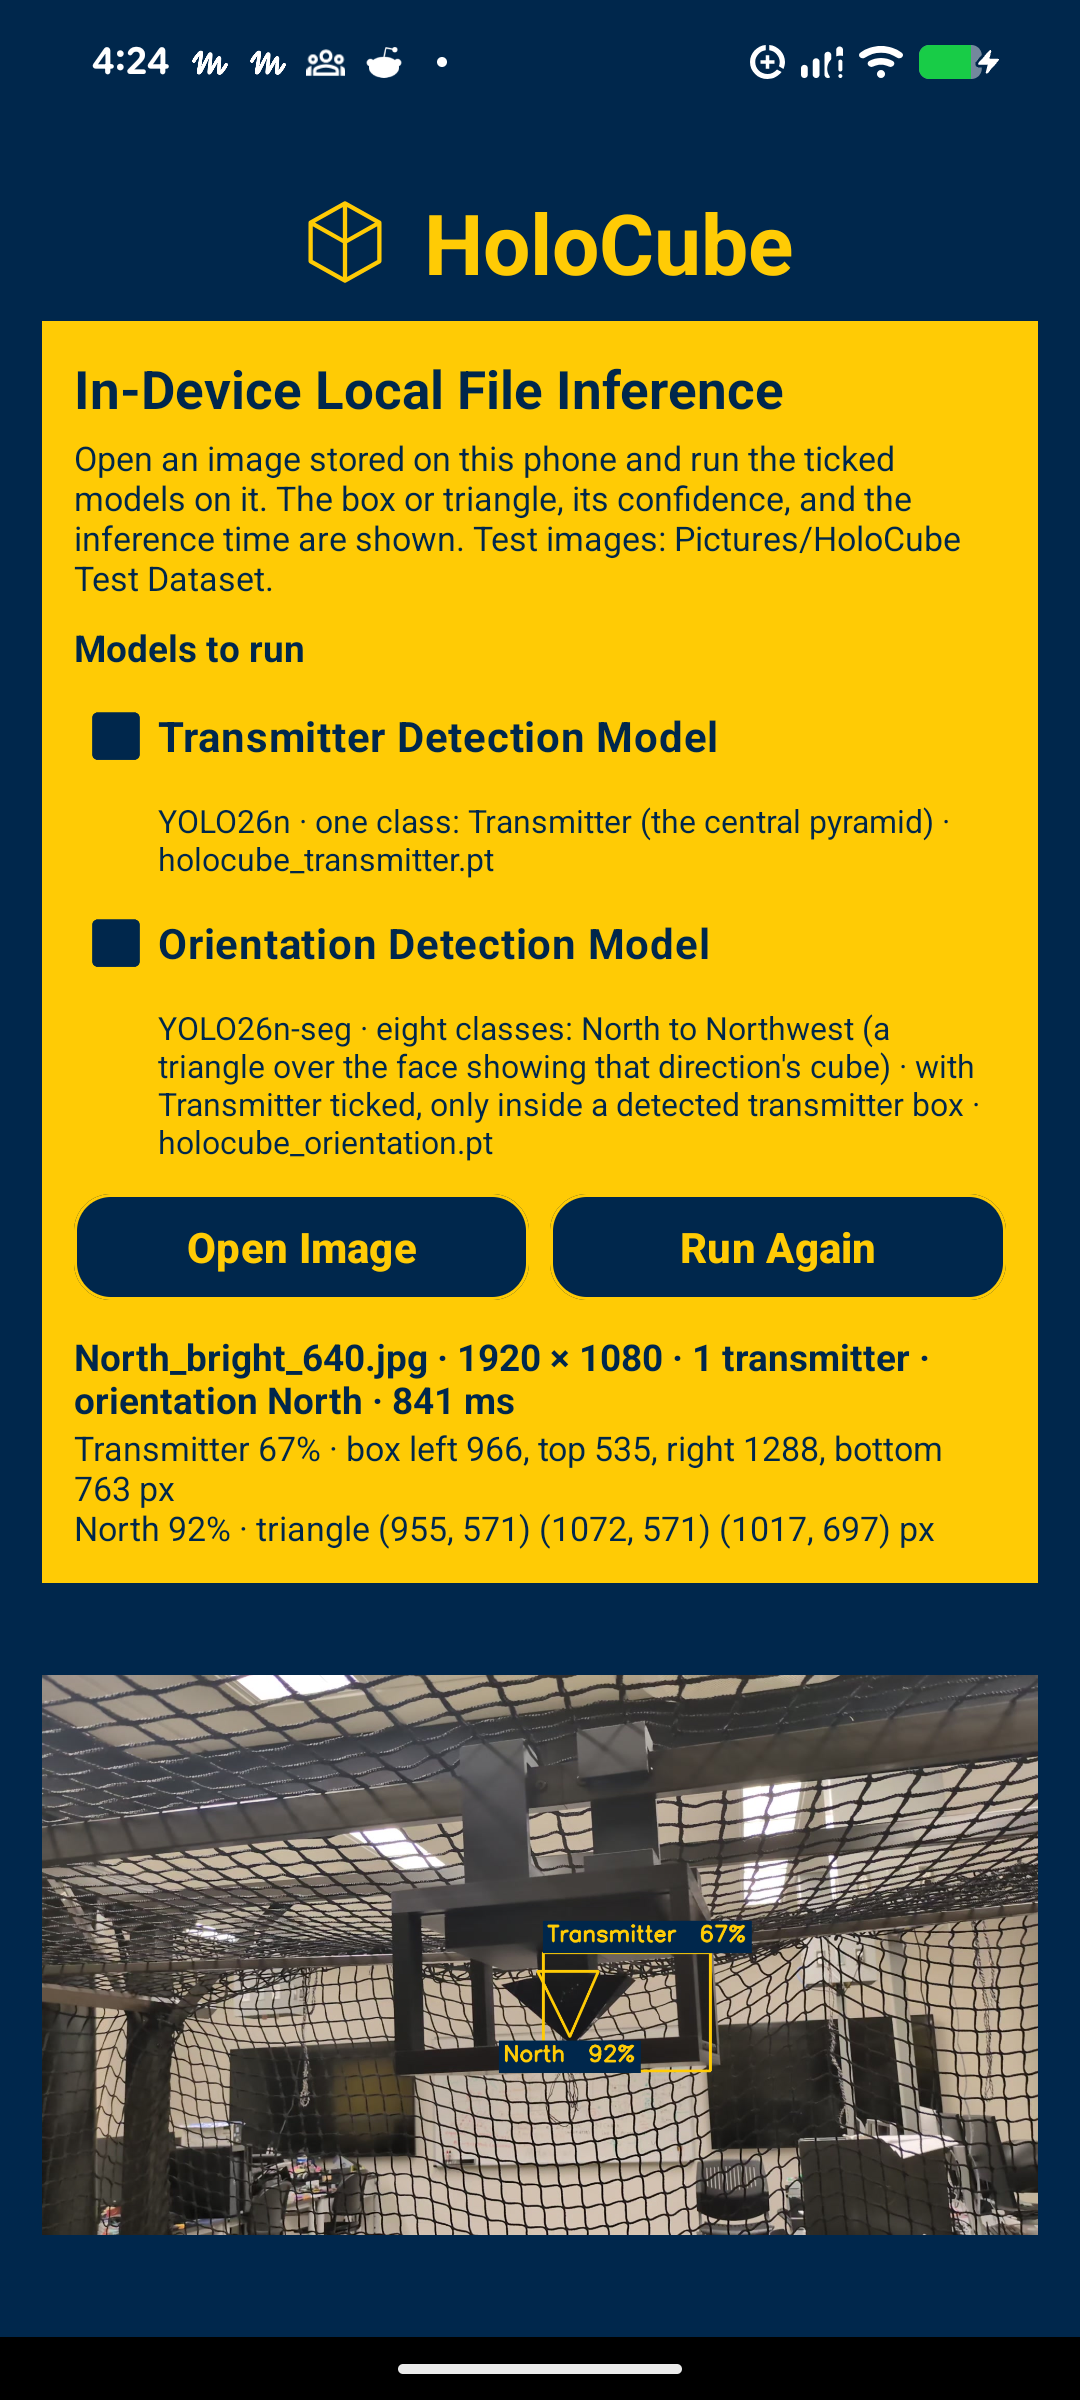 4:24
HoloCube
In-Device Local File Inference
Open an image stored on this phone and run the ticked
models on it. The box or triangle, its confidence, and the
inference time are shown. Test images: Pictures/HoloCube
Test Dataset.
Models to run
Transmitter Detection Model
YOLO26n · one class: Transmitter (the central pyramid) ·
holocube_transmitter.pt
Orientation Detection Model
YOLO26n-seg · eight classes: North to Northwest (a
triangle over the face showing that direction's cube) · with
Transmitter ticked, only inside a detected transmitter box ·
holocube_orientation.pt
Open Image
Run Again
North_bright_640.jpg · 1920 × 1080 · 1 transmitter ·
orientation North · 841 ms
Transmitter 67% · box left 966, top 535, right 1288, bottom
763 px
North 92% · triangle (955, 571) (1072, 571) (1017, 697) px
Transmitter 67%
North 92%